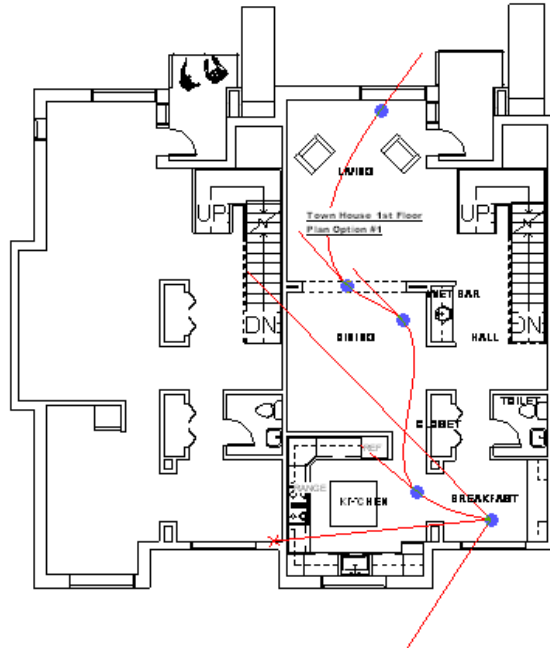 LIVING
UP
UP
Town House 1st Floor
Plan Option #1
WET BAR
DN
DN
DINING
HALL
TOILET
CLOSET
REF
RANGE
KITCHEN
BREAKFAST